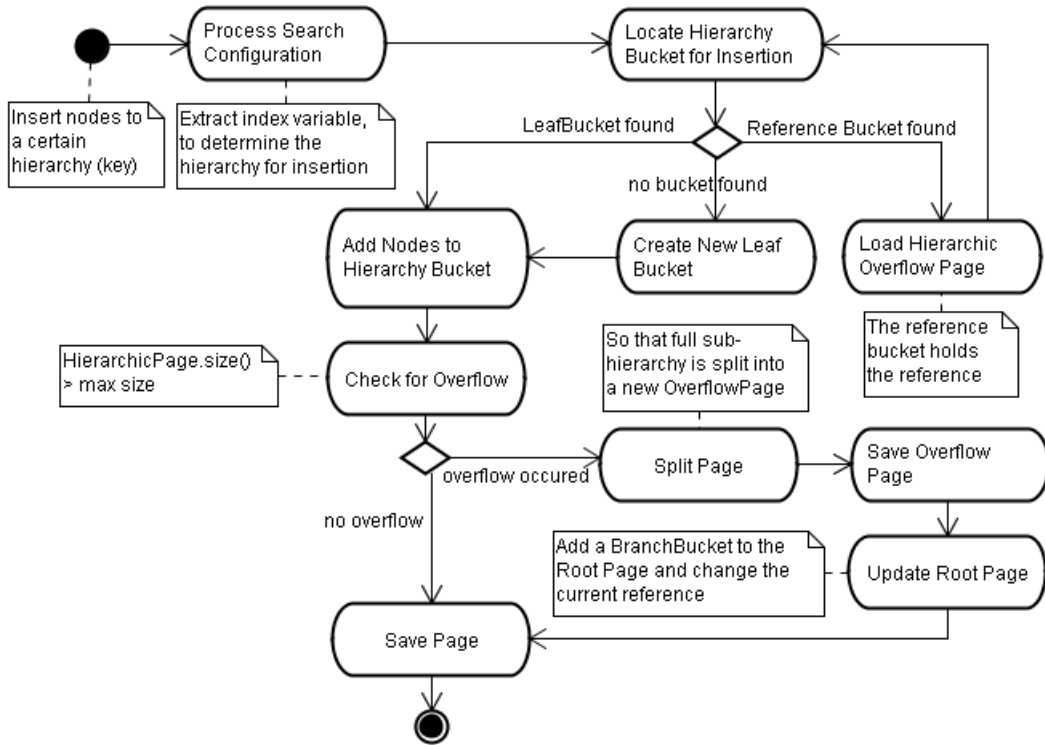 Process Search
Configuration
Locate Hierarchy
Bucket for Insertion
Insert nodes to
a certain
hierarchy (key)
Extract index variable,
to determine the
hierarchy for insertion
LeafBucket found
Reference Bucket found
no bucket found
Add Nodes to
Hierarchy Bucket
Create New Leaf
Bucket
Load Hierarchic
Overflow Page
HierarchicPage.size()
> max size
Check for Overflow
So that full sub-
hierarchy is split into
a new OverflowPage
The reference
bucket holds
the reference
overflow occured
Split Page
Save Overflow
Page
no overflow
Add a BranchBucket to the
Root Page and change the
current reference
Update Root Page
Save Page